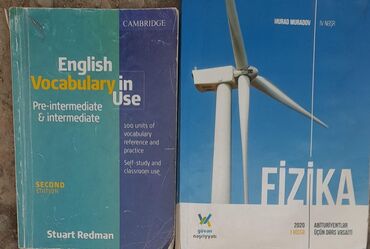 CAMBRIDGE
English
Vocabulary in
Use
Pre-intermediate
& intermediate
100 units of
vocabulary
reference and
practice
Self-study and
classroom use
SECOND
EDITION
Stuart Redman
MURAD MURADOV
IV NƏŞR
FİZİKA
güvən
nəşriyyatı
2020
ABİTURİYENTLƏR
ÜÇÜN DƏRS VƏSAİTİ